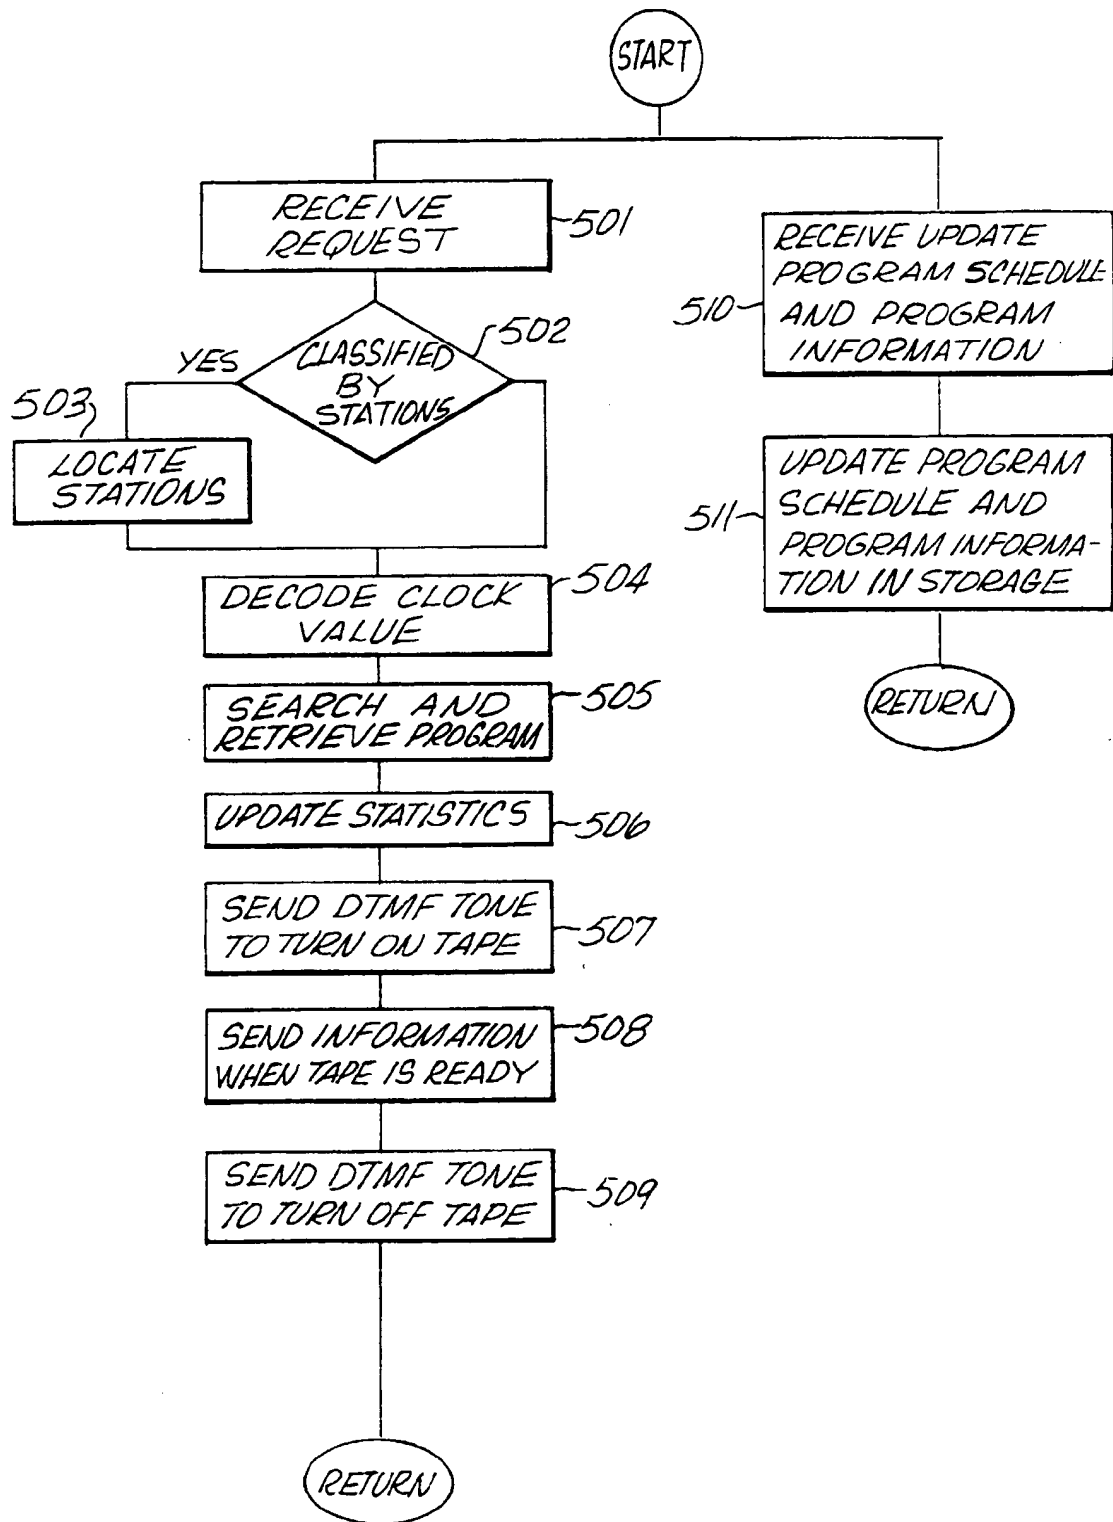 START
RECEIVE
REQUEST
501
CLASSIFIED
BY
STATIONS
502
YES
503
LOCATE
STATIONS
DECODE CLOCK
VALUE
504
SEARCH AND
RETRIEVE PROGRAM
505
UPDATE STATISTICS
506
SEND DTMF TONE
TO TURN ON TAPE
507
SEND INFORMATION
WHEN TAPE IS READY
508
SEND DTMF TONE
TO TURN OFF TAPE
509
RETURN
RECEIVE UPDATE
PROGRAM SCHEDULE
AND PROGRAM
INFORMATION
510
UPDATE PROGRAM
SCHEDULE AND
PROGRAM INFORMA-
TION IN STORAGE
511
RETURN